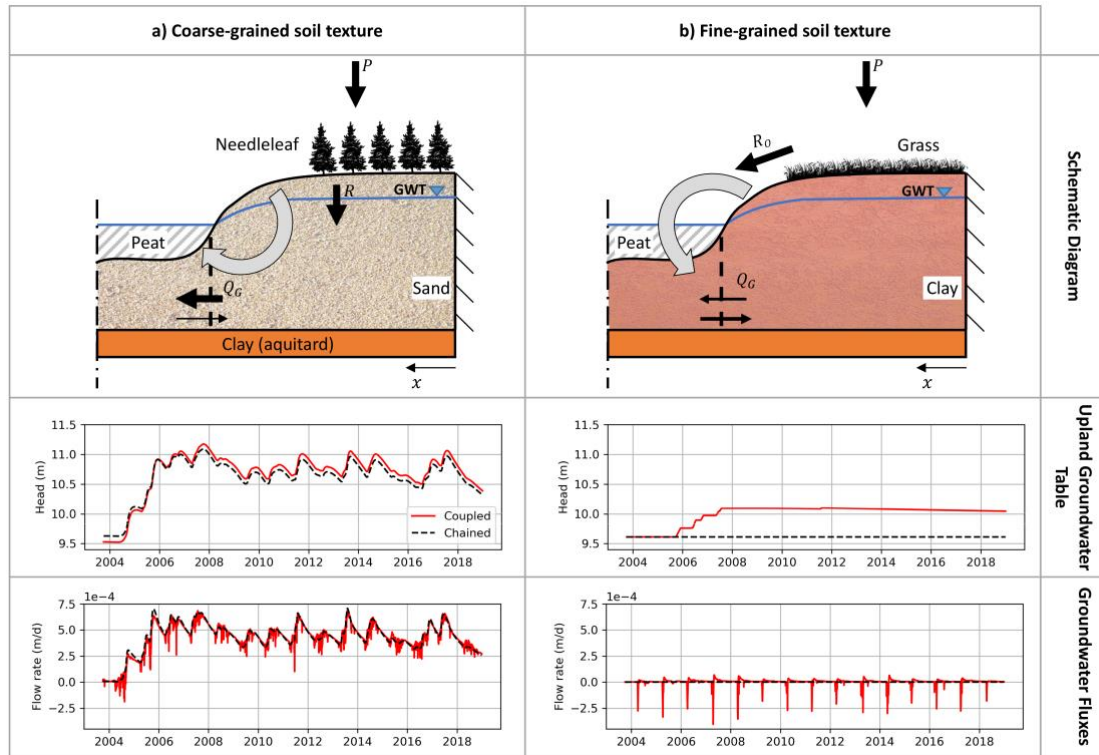 a) Coarse-grained soil texture
b) Fine-grained soil texture
P
P
Needleleaf
R₀
Grass
GWT
R
GWT
Peat
Peat
Q_G
Sand
Q_G
Clay
Clay (aquitard)
x
x
Schematic Diagram
11.5
11.0
10.5
10.0
9.5
Head (m)
Coupled
Chained
2004 2006 2008 2010 2012 2014 2016 2018
11.5
11.0
10.5
10.0
9.5
Head (m)
2004 2006 2008 2010 2012 2014 2016 2018
Upland Groundwater
Table
1e−4
7.5
5.0
2.5
0.0
−2.5
Flow rate (m/d)
2004 2006 2008 2010 2012 2014 2016 2018
1e−4
7.5
5.0
2.5
0.0
−2.5
Flow rate (m/d)
2004 2006 2008 2010 2012 2014 2016 2018
Groundwater Fluxes